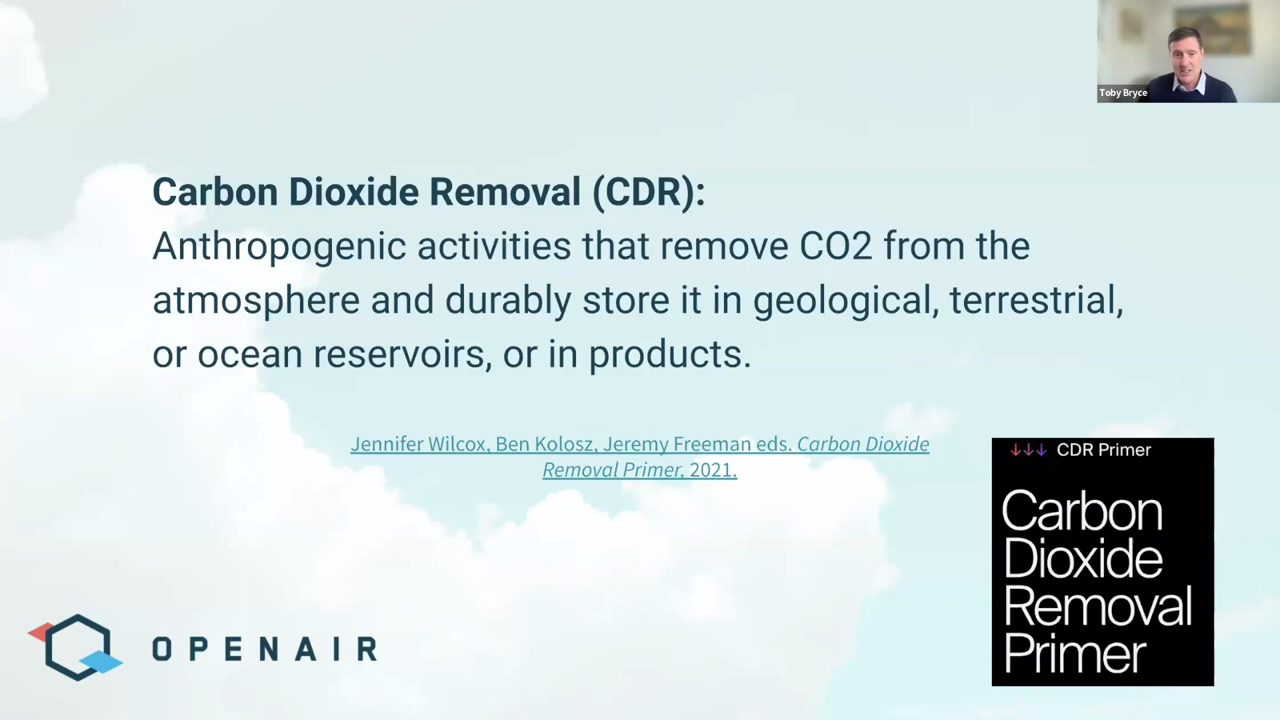 Toby Bryce
Carbon Dioxide Removal (CDR):
Anthropogenic activities that remove CO2 from the
atmosphere and durably store it in geological, terrestrial,
or ocean reservoirs, or in products.
Jennifer Wilcox, Ben Kolosz, Jeremy Freeman eds. Carbon Dioxide
Removal Primer, 2021.
CDR Primer
Carbon
Dioxide
Removal
Primer
OPENAIR